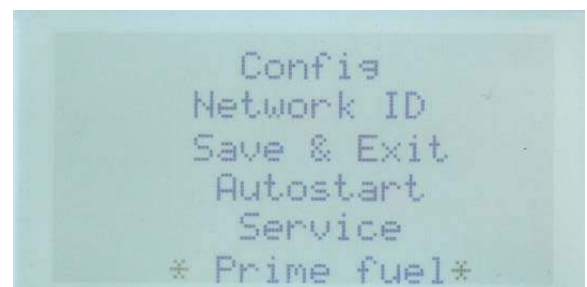 Config
Network ID
Save & Exit
Autostart
Service
* Prime fuel*